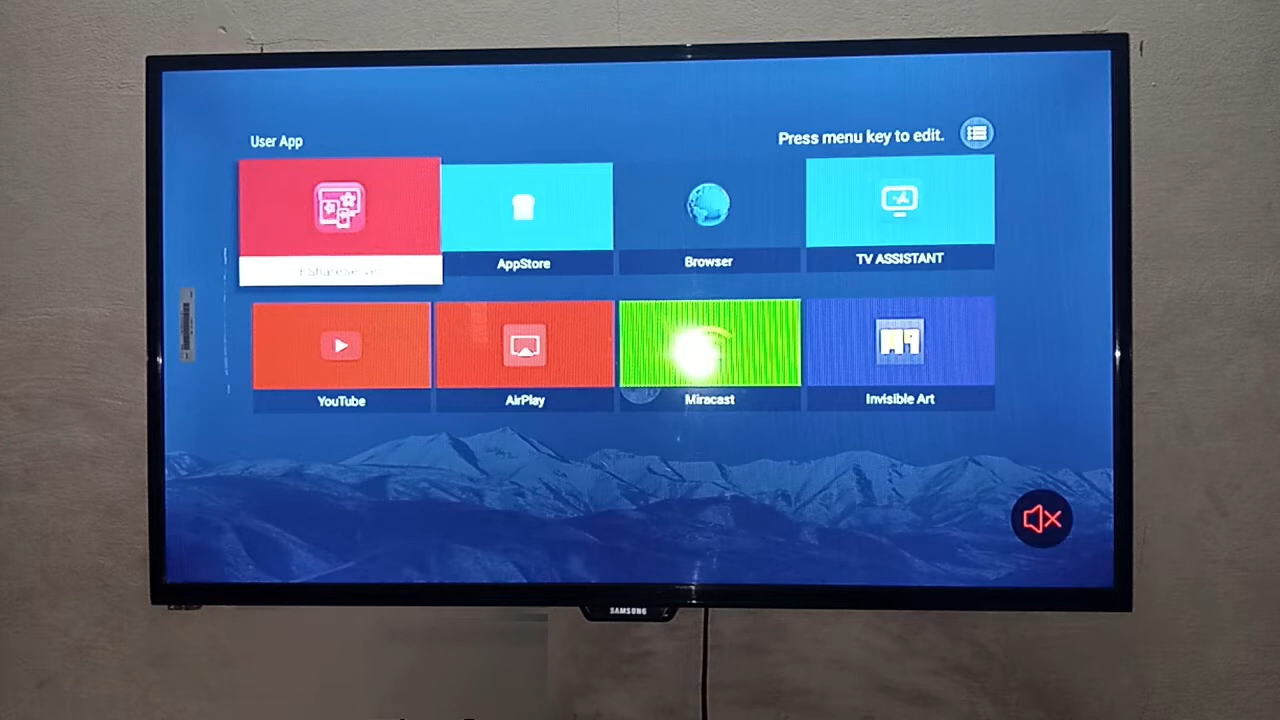 User App
Press menu key to edit.
AppStore
Browser
TV ASSISTANT
YouTube
AirPlay
Miracast
Invisible Art
SAMSUNG